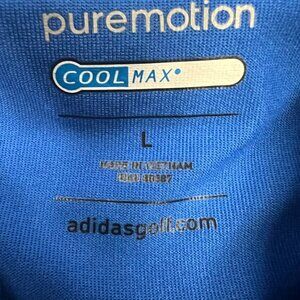 puremotion
COOLMAX®
L
MADE IN VIETNAM
adidasgolf.com